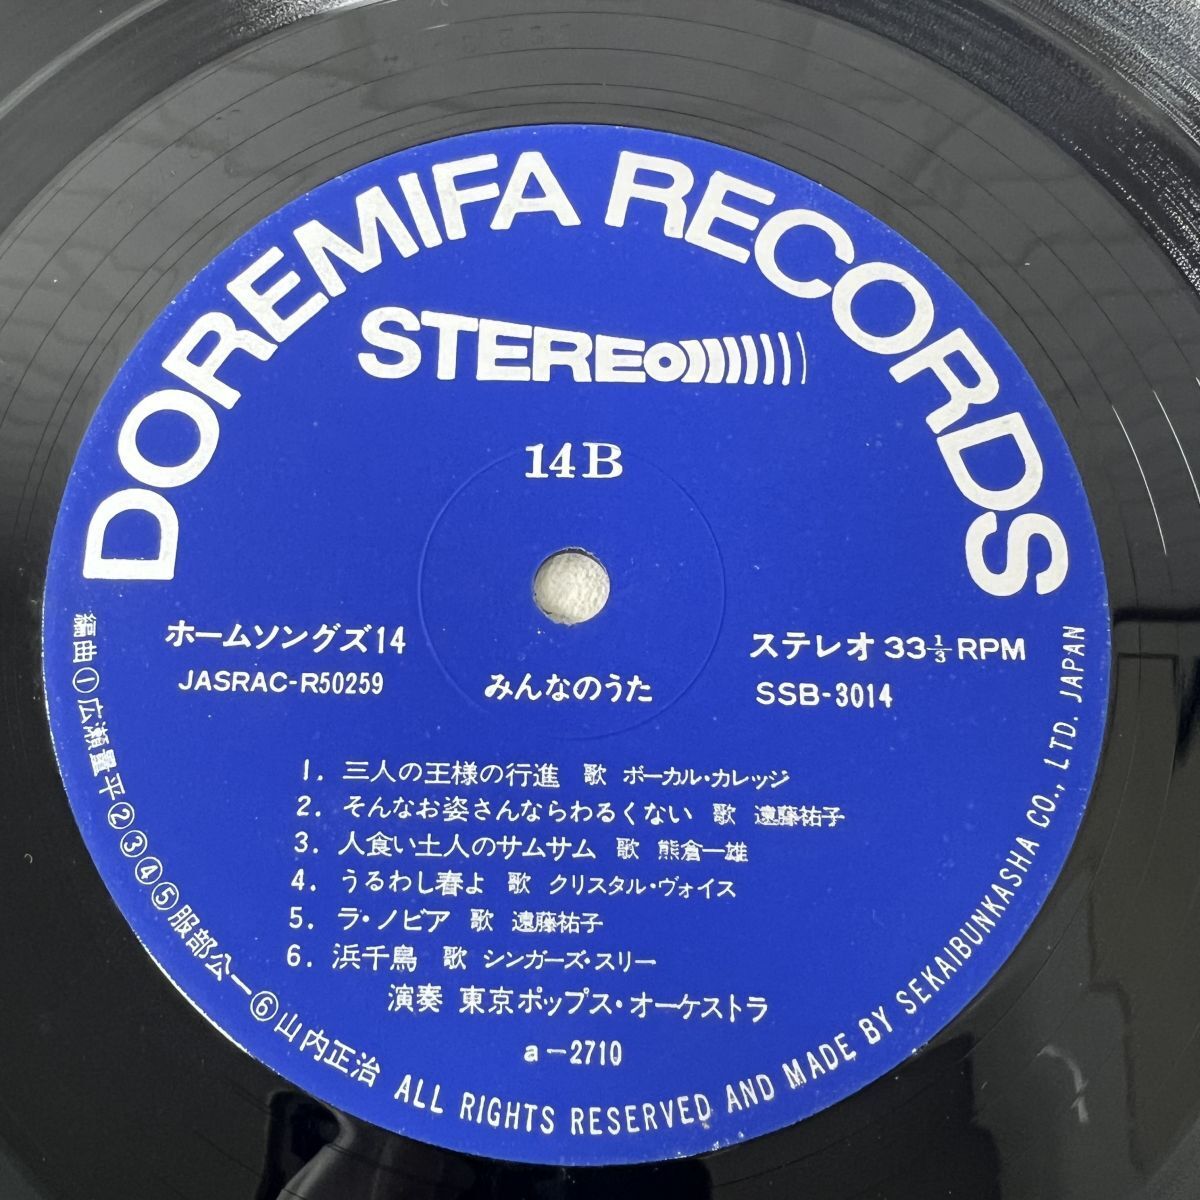 DOREMIFA RECORDS
STEREO
14B
ホームソングズ14
JASRAC-R50259
みんなのうた
ステレオ 33 1/3 RPM
SSB-3014
1. 三人の王様の行進 歌 ボーカル・カレッジ
2. そんなお姿さんならわるくない 歌 遠藤祐子
3. 人食い土人のサムサム 歌 熊倉一雄
4. うるわし春よ 歌 クリスタル・ヴォイス
5. ラ・ノビア 歌 遠藤祐子
6. 浜千鳥 歌 シンガーズ・スリー
演奏 東京ポップス・オーケストラ
a-2710
編曲①広瀬量平②③④⑤服部公一⑥山内正治
ALL RIGHTS RESERVED AND MADE BY SEKAIBUNKASHA CO., LTD. JAPAN